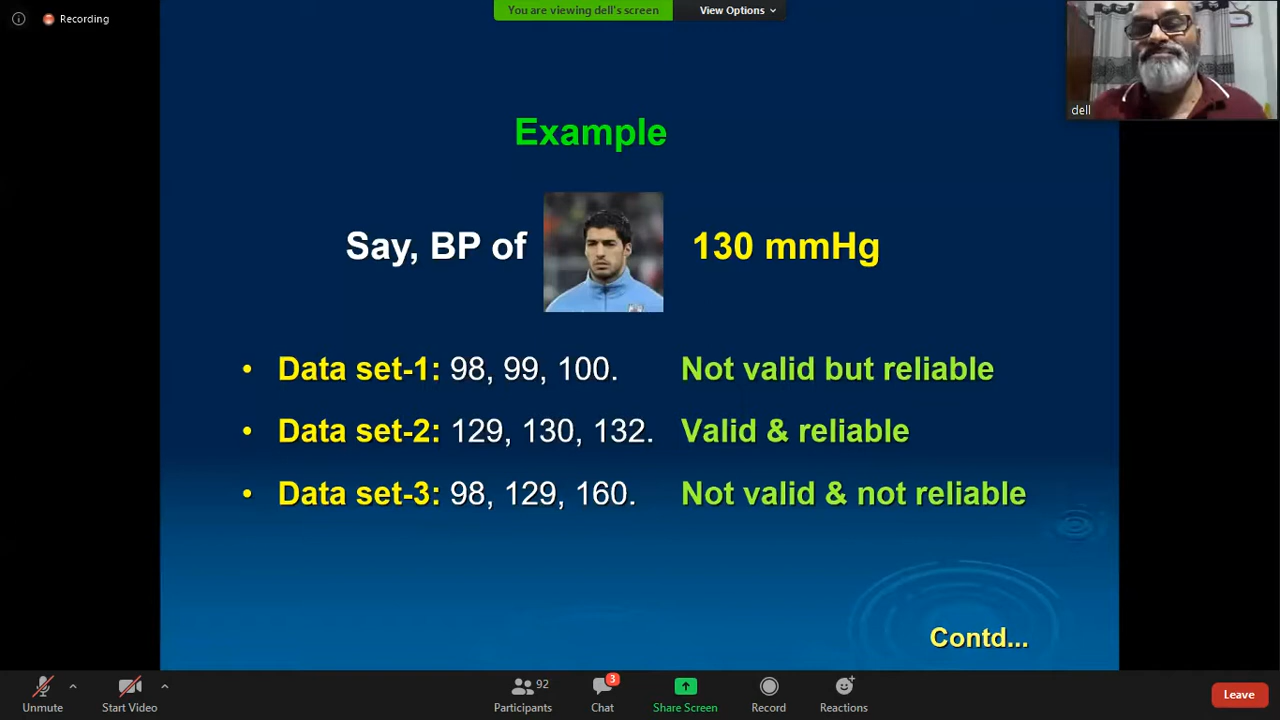 Recording
You are viewing dell's screen
View Options
dell
Example
Say, BP of 130 mmHg
• Data set-1: 98, 99, 100. Not valid but reliable
• Data set-2: 129, 130, 132. Valid & reliable
• Data set-3: 98, 129, 160. Not valid & not reliable
Contd...
Unmute
Start Video
92
Participants
3
Chat
Share Screen
Record
Reactions
Leave